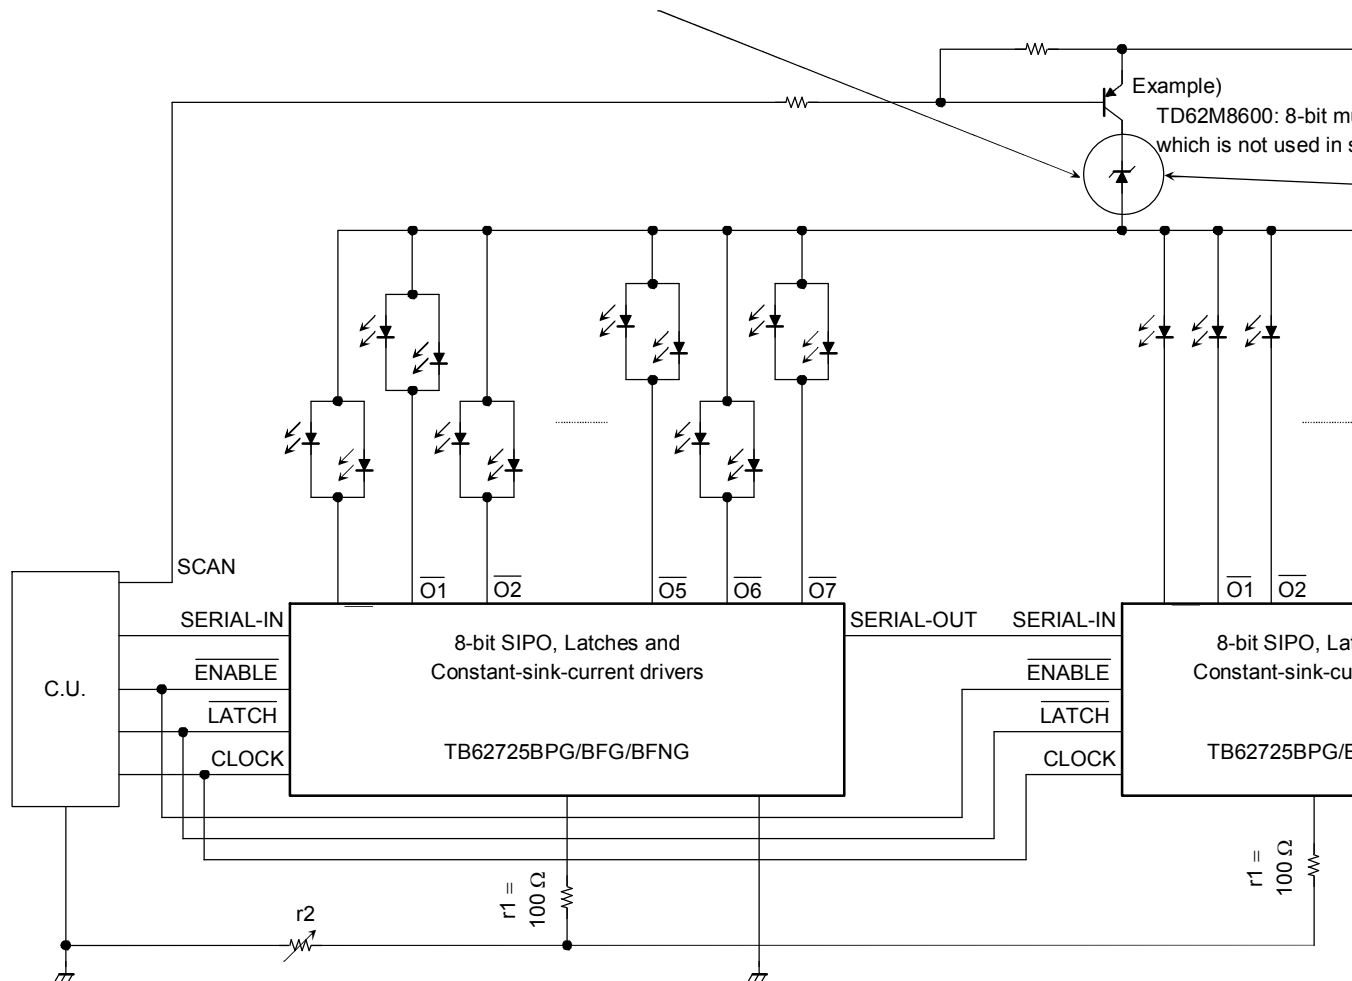 Example)
TD62M8600: 8-bit mu
which is not used in s
SCAN
O1 O2 O5 O6 O7 O1 O2
SERIAL-IN SERIAL-OUT SERIAL-IN
8-bit SIPO, Latches and
Constant-sink-current drivers
8-bit SIPO, La
Constant-sink-cu
ENABLE ENABLE
C.U.
LATCH LATCH
TB62725BPG/BFG/BFNG
TB62725BPG/B
CLOCK CLOCK
r1 =
100 Ω
r1 =
100 Ω
r2